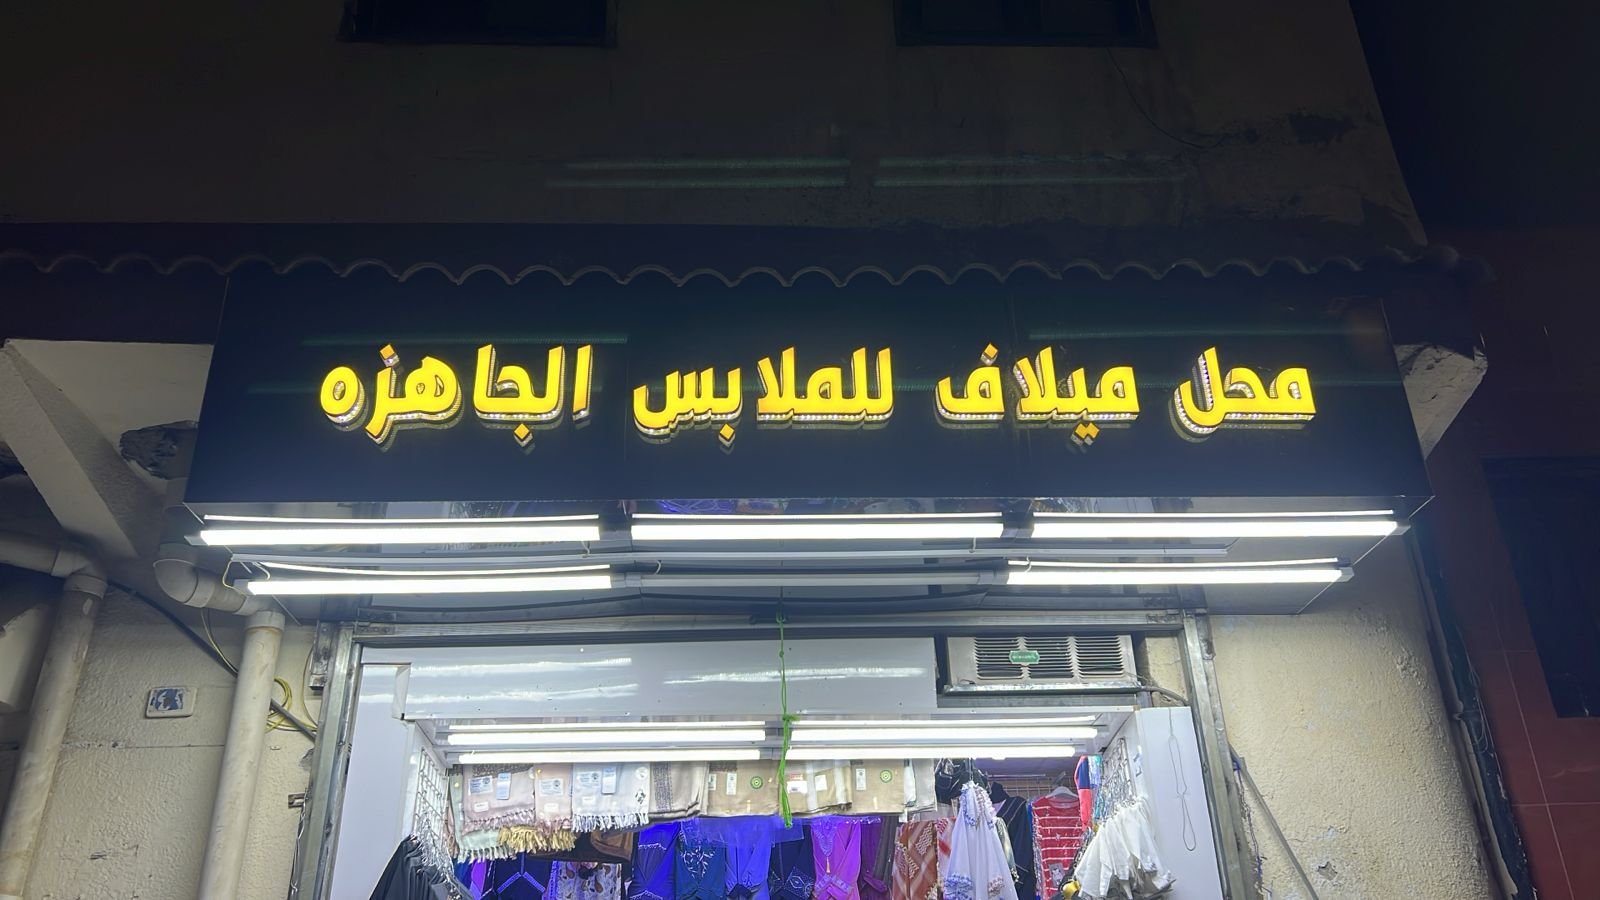 محل ميلاف للملابس الجاهزه